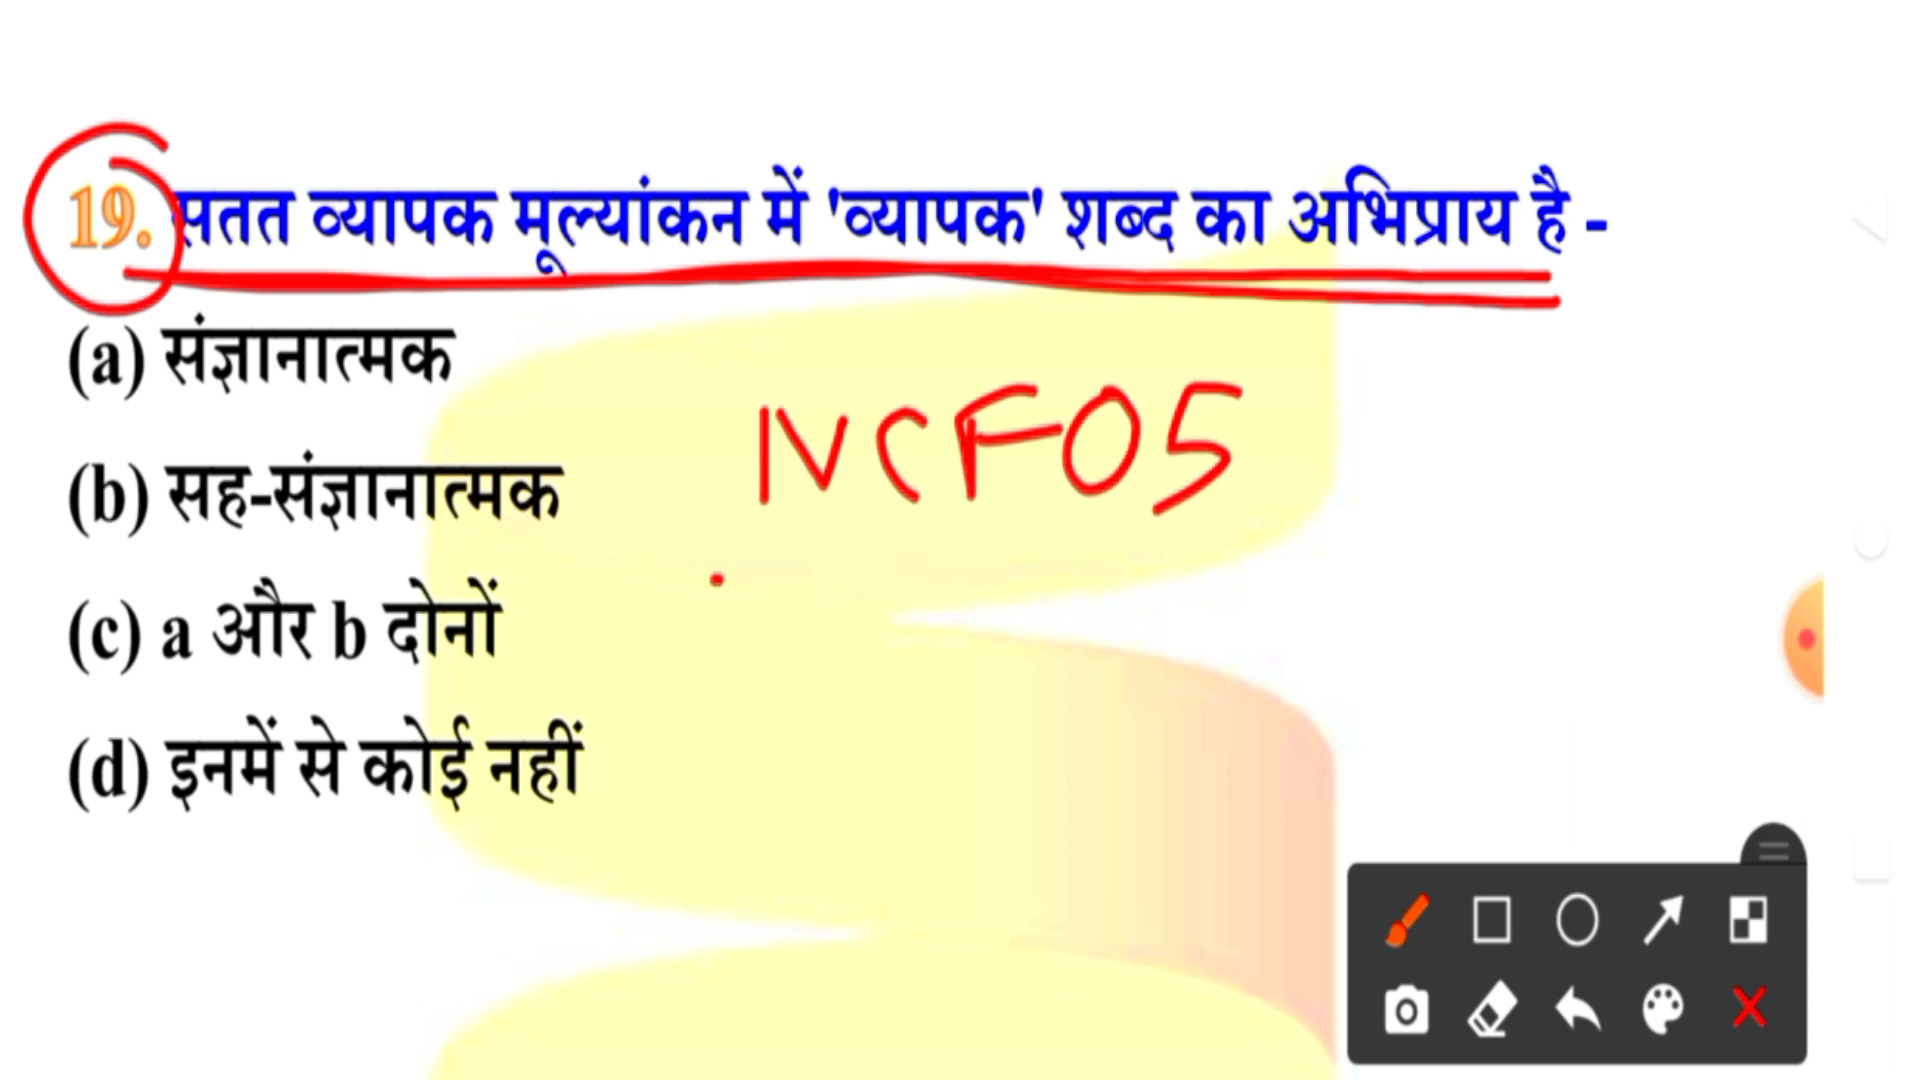 19. सतत व्यापक मूल्यांकन में 'व्यापक' शब्द का अभिप्राय है -
(a) संज्ञानात्मक
NCF05
(b) सह-संज्ञानात्मक
(c) a और b दोनों
(d) इनमें से कोई नहीं